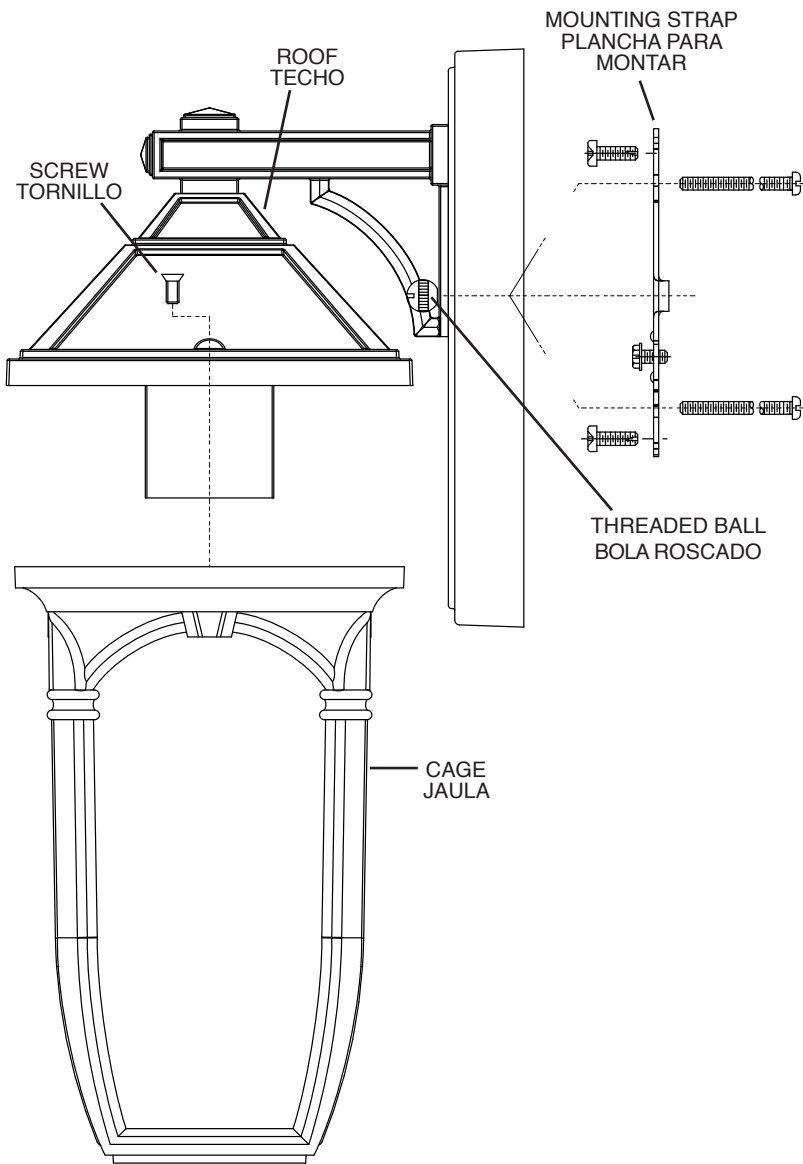 MOUNTING STRAP
PLANCHA PARA
MONTAR
ROOF
TECHO
SCREW
TORNILLO
THREADED BALL
BOLA ROSCADO
CAGE
JAULA